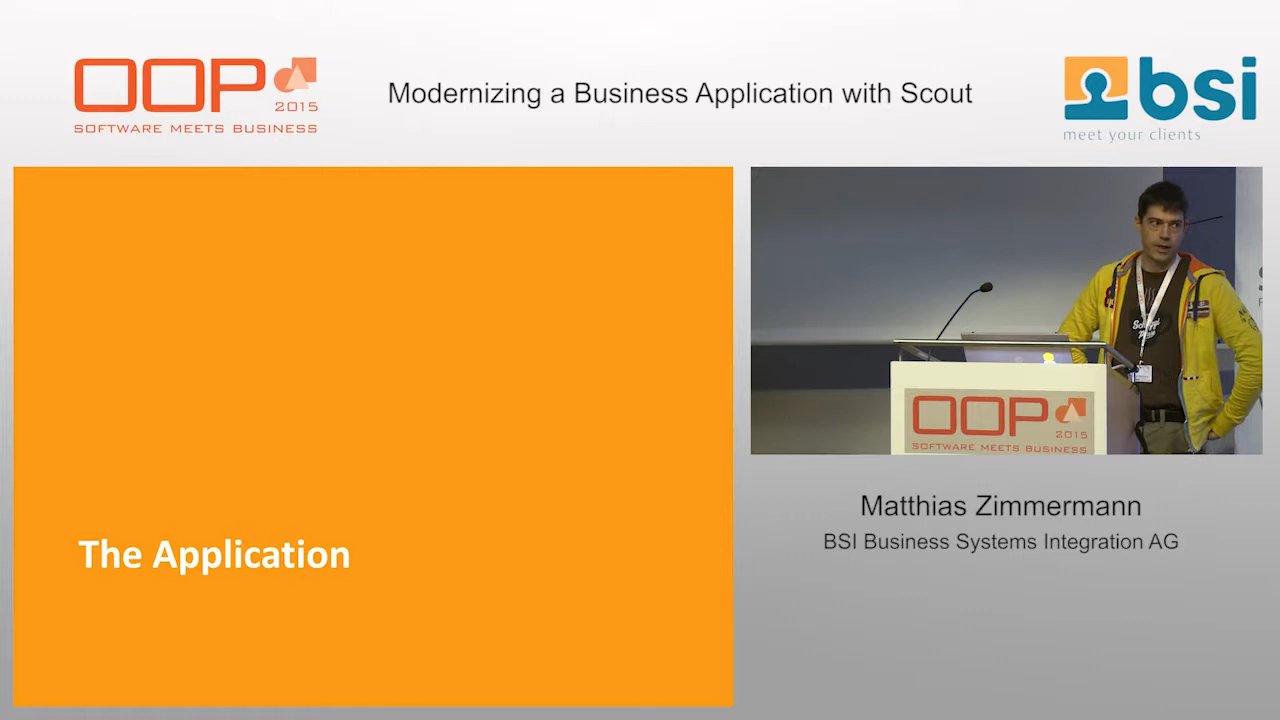 OOP
2015
SOFTWARE MEETS BUSINESS
Modernizing a Business Application with Scout
bsi
meet your clients
The Application
OOP
2015
SOFTWARE MEETS BUSINESS
Matthias Zimmermann
BSI Business Systems Integration AG